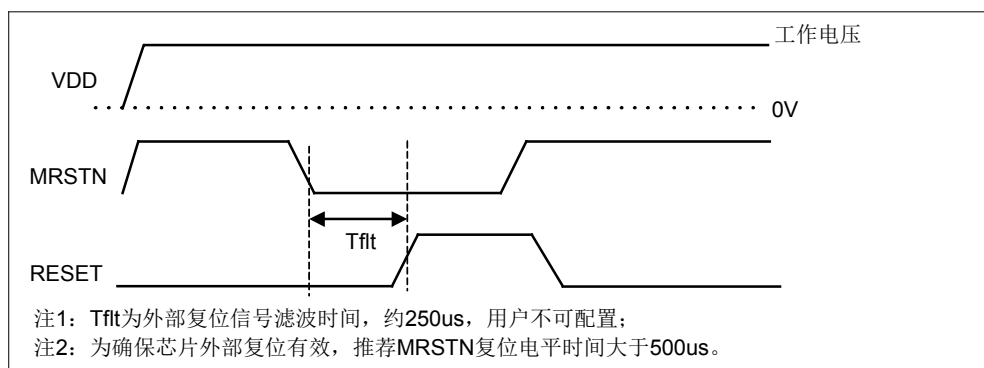 工作电压
VDD
0V
MRSTN
Tflt
RESET
注1：Tflt为外部复位信号滤波时间，约250us，用户不可配置；
注2：为确保芯片外部复位有效，推荐MRSTN复位电平时间大于500us。